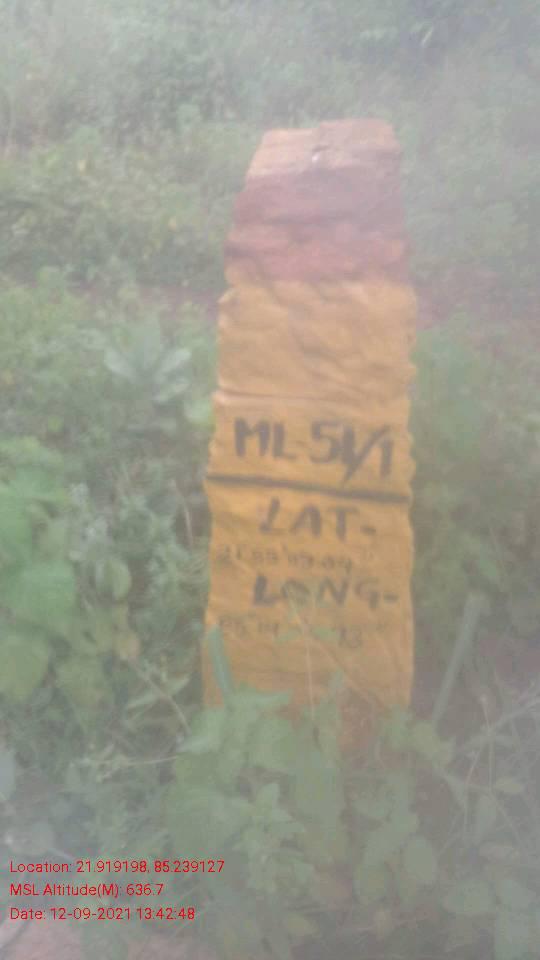 ML-51/1
LAT-
LONG-
Location: 21.919198, 85.239127
MSL Altitude(M): 636.7
Date: 12-09-2021 13:42:48